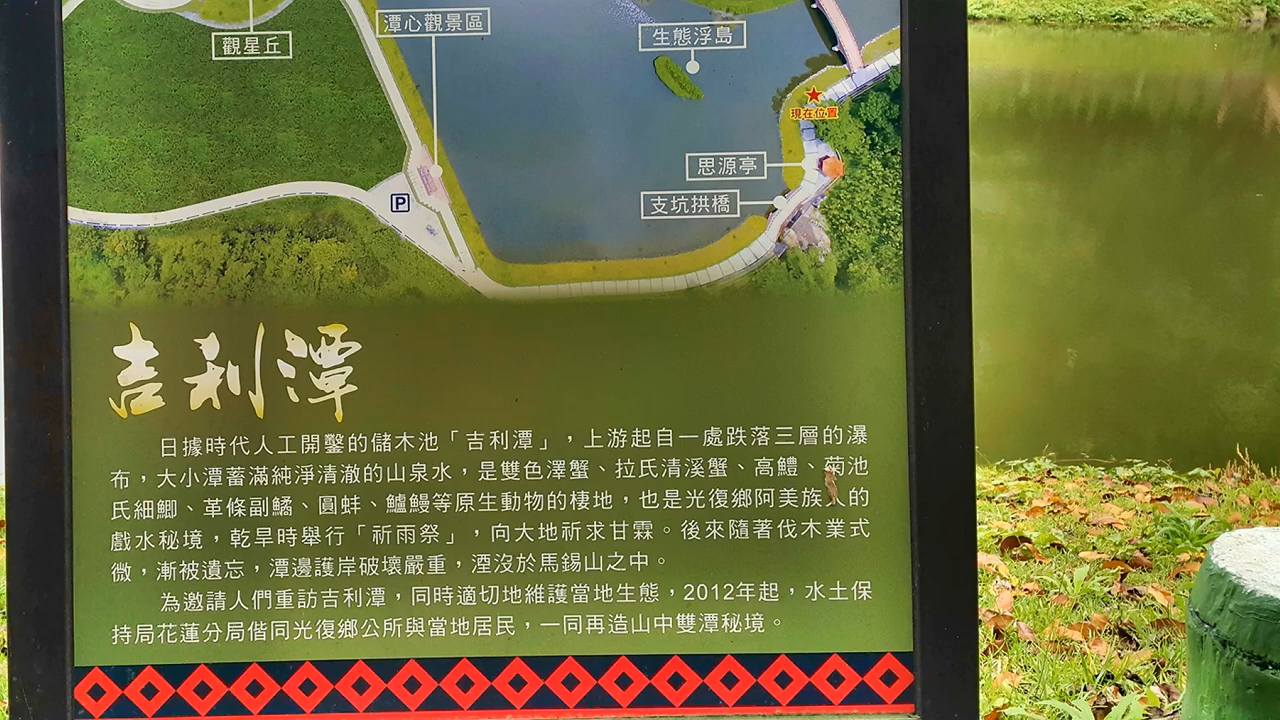 潭心觀景區
生態浮島
觀星丘
現在位置
思源亭
P
支坑拱橋
吉利潭
日據時代人工開鑿的儲木池「吉利潭」，上游起自一處跌落三層的瀑
布，大小潭蓄滿純淨清澈的山泉水，是雙色澤蟹、拉氏清溪蟹、高鱧、菊池
氏細鯽、革條副鱊、圓蚌、鱸鰻等原生動物的棲地，也是光復鄉阿美族人的
戲水秘境，乾旱時舉行「祈雨祭」，向大地祈求甘霖。後來隨著伐木業式
微，漸被遺忘，潭邊護岸破壞嚴重，湮沒於馬錫山之中。
為邀請人們重訪吉利潭，同時適切地維護當地生態，2012年起，水土保
持局花蓮分局偕同光復鄉公所與當地居民，一同再造山中雙潭秘境。